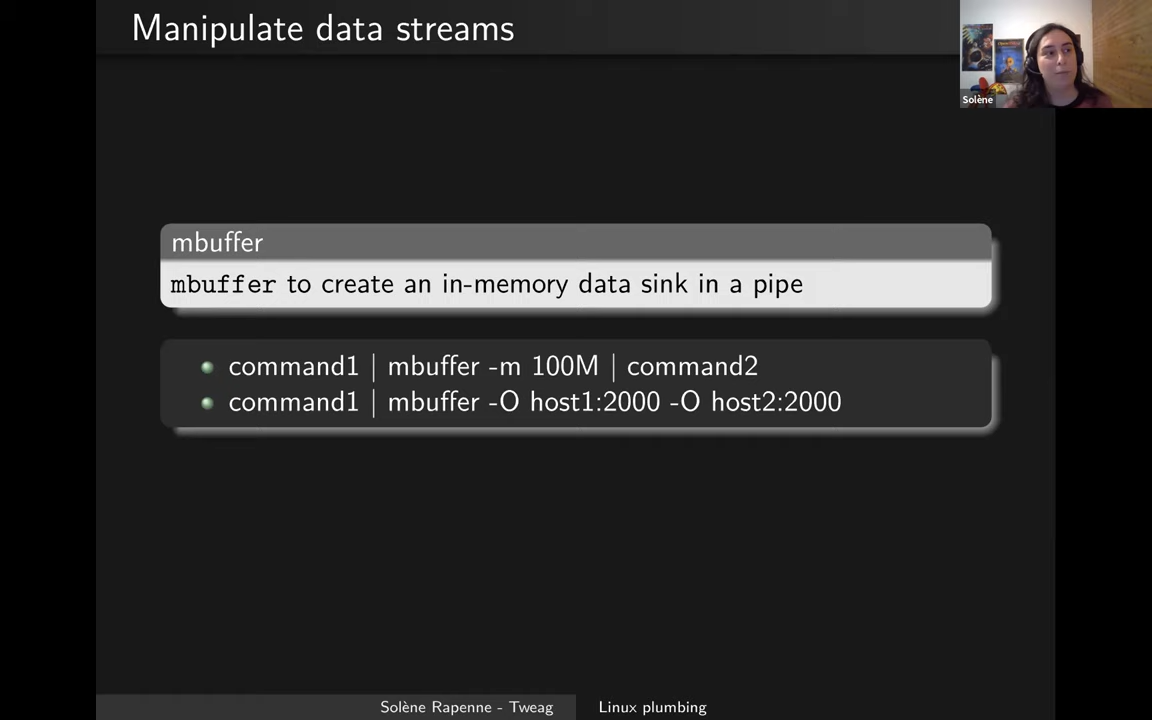 Manipulate data streams
Solène
mbuffer
mbuffer to create an in-memory data sink in a pipe
command1 | mbuffer -m 100M | command2
command1 | mbuffer -O host1:2000 -O host2:2000
Solène Rapenne - Tweag
Linux plumbing